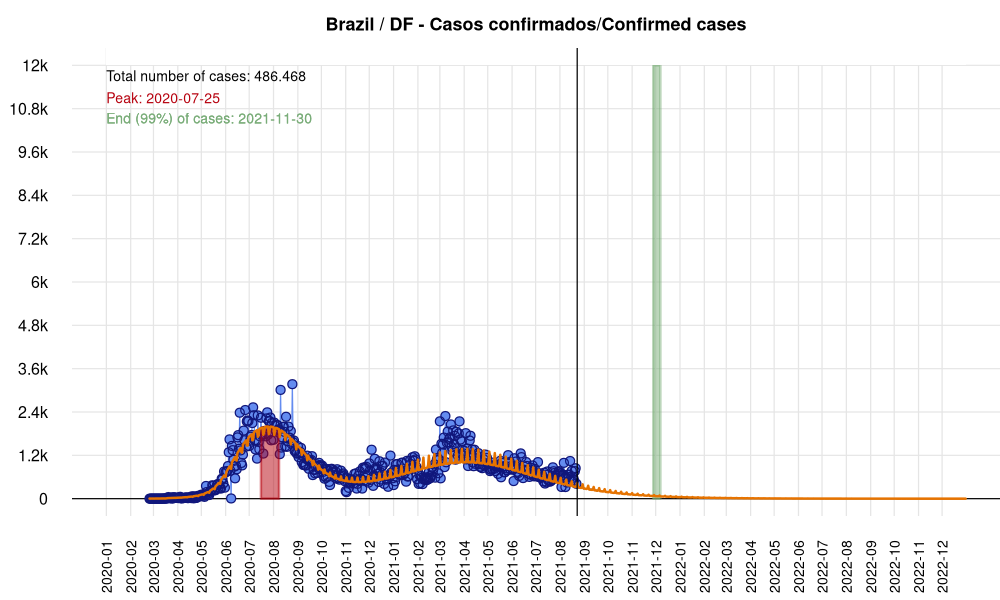 Brazil / DF - Casos confirmados/Confirmed cases
Total number of cases: 486.468
Peak: 2020-07-25
End (99%) of cases: 2021-11-30
12k
10.8k
9.6k
8.4k
7.2k
6k
4.8k
3.6k
2.4k
1.2k
0
2020-01
2020-02
2020-03
2020-04
2020-05
2020-06
2020-07
2020-08
2020-09
2020-10
2020-11
2020-12
2021-01
2021-02
2021-03
2021-04
2021-05
2021-06
2021-07
2021-08
2021-09
2021-10
2021-11
2021-12
2022-01
2022-02
2022-03
2022-04
2022-05
2022-06
2022-07
2022-08
2022-09
2022-10
2022-11
2022-12